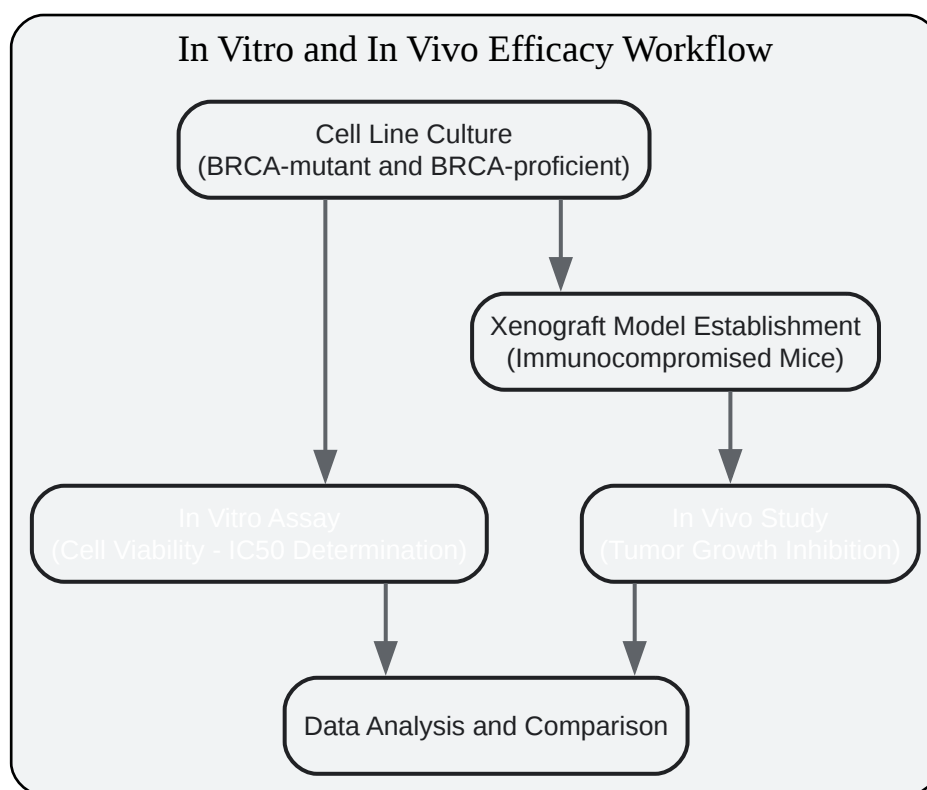 In Vitro and In Vivo Efficacy Workflow
Cell Line Culture
(BRCA-mutant and BRCA-proficient)
Xenograft Model Establishment
(Immunocompromised Mice)
In Vitro Assay
(Cell Viability - IC50 Determination)
In Vivo Study
(Tumor Growth Inhibition)
Data Analysis and Comparison